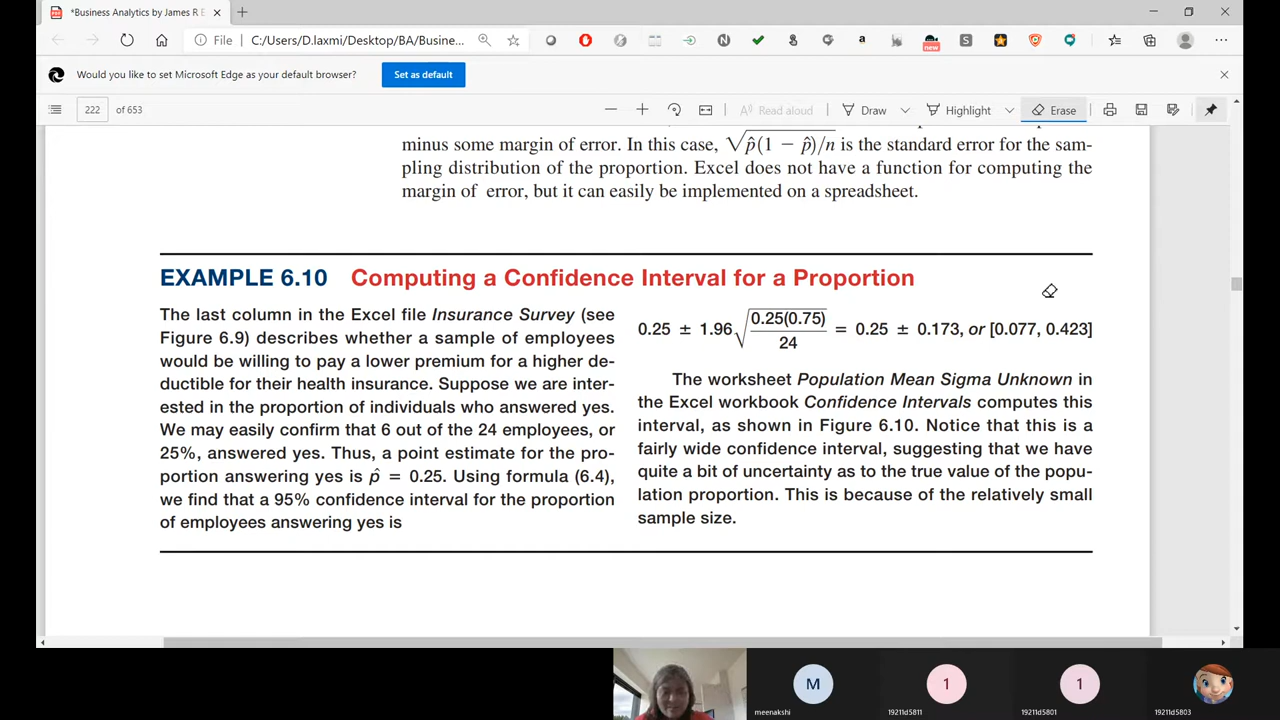 *Business Analytics by James R E
File
C:/Users/D.laxmi/Desktop/BA/Busine...
new
Would you like to set Microsoft Edge as your default browser?
Set as default
222 of 653
Read aloud
Draw
Highlight
Erase
minus some margin of error. In this case, √p̂(1 − p̂)/n is the standard error for the sam-
pling distribution of the proportion. Excel does not have a function for computing the
margin of error, but it can easily be implemented on a spreadsheet.
EXAMPLE 6.10 Computing a Confidence Interval for a Proportion
The last column in the Excel file Insurance Survey (see
Figure 6.9) describes whether a sample of employees
would be willing to pay a lower premium for a higher de-
ductible for their health insurance. Suppose we are inter-
ested in the proportion of individuals who answered yes.
We may easily confirm that 6 out of the 24 employees, or
25%, answered yes. Thus, a point estimate for the pro-
portion answering yes is p̂ = 0.25. Using formula (6.4),
we find that a 95% confidence interval for the proportion
of employees answering yes is
0.25 ± 1.96√0.25(0.75)/24 = 0.25 ± 0.173, or [0.077, 0.423]
The worksheet Population Mean Sigma Unknown in
the Excel workbook Confidence Intervals computes this
interval, as shown in Figure 6.10. Notice that this is a
fairly wide confidence interval, suggesting that we have
quite a bit of uncertainty as to the true value of the popu-
lation proportion. This is because of the relatively small
sample size.
M
1
1
meenakshi
19211d5811
19211d5801
19211d5803